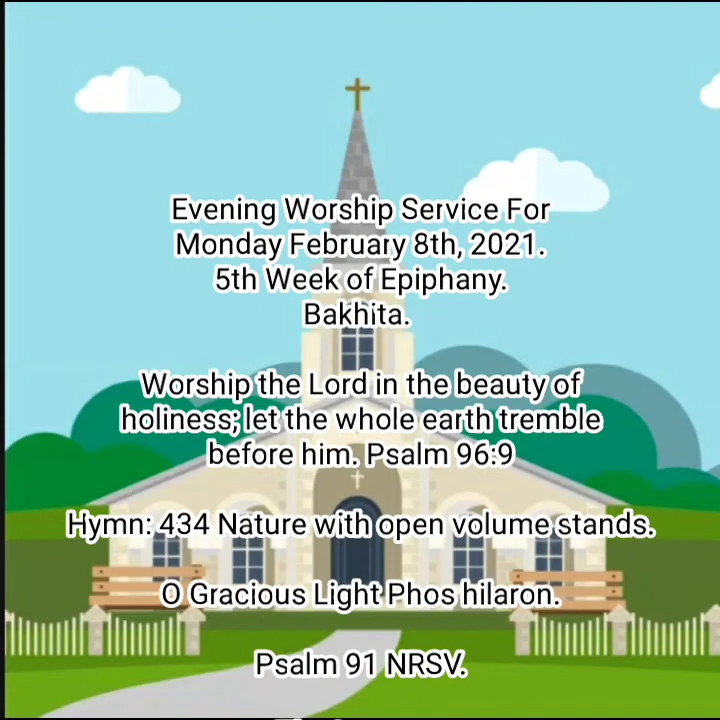 Evening Worship Service For
Monday February 8th, 2021.
5th Week of Epiphany.
Bakhita.
Worship the Lord in the beauty of
holiness; let the whole earth tremble
before him. Psalm 96:9
Hymn: 434 Nature with open volume stands.
O Gracious Light Phos hilaron.
Psalm 91 NRSV.